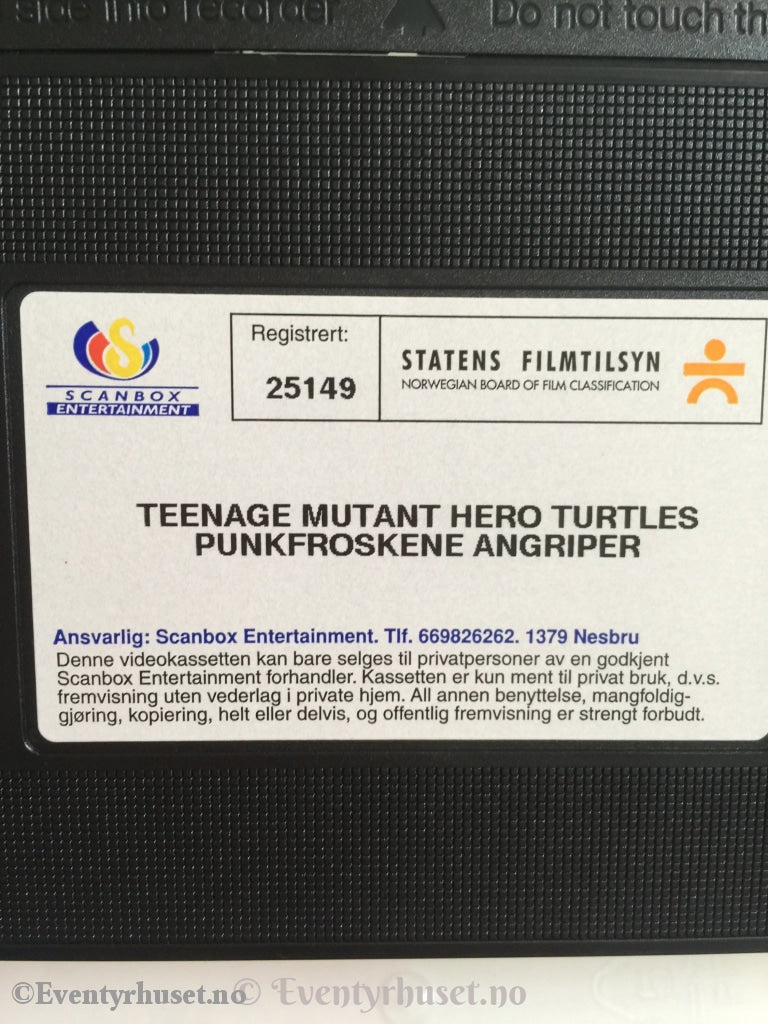 side into recorder
Do not touch th
SCANBOX
ENTERTAINMENT
Registrert:
25149
STATENS FILMTILSYN
NORWEGIAN BOARD OF FILM CLASSIFICATION
TEENAGE MUTANT HERO TURTLES
PUNKFROSKENE ANGRIPER
Ansvarlig: Scanbox Entertainment. Tlf. 669826262. 1379 Nesbru
Denne videokassetten kan bare selges til privatpersoner av en godkjent
Scanbox Entertainment forhandler. Kassetten er kun ment til privat bruk, d.v.s.
fremvisning uten vederlag i private hjem. All annen benyttelse, mangfoldig-
gjøring, kopiering, helt eller delvis, og offentlig fremvisning er strengt forbudt.
©Eventyrhuset.no © Eventyrhuset.no